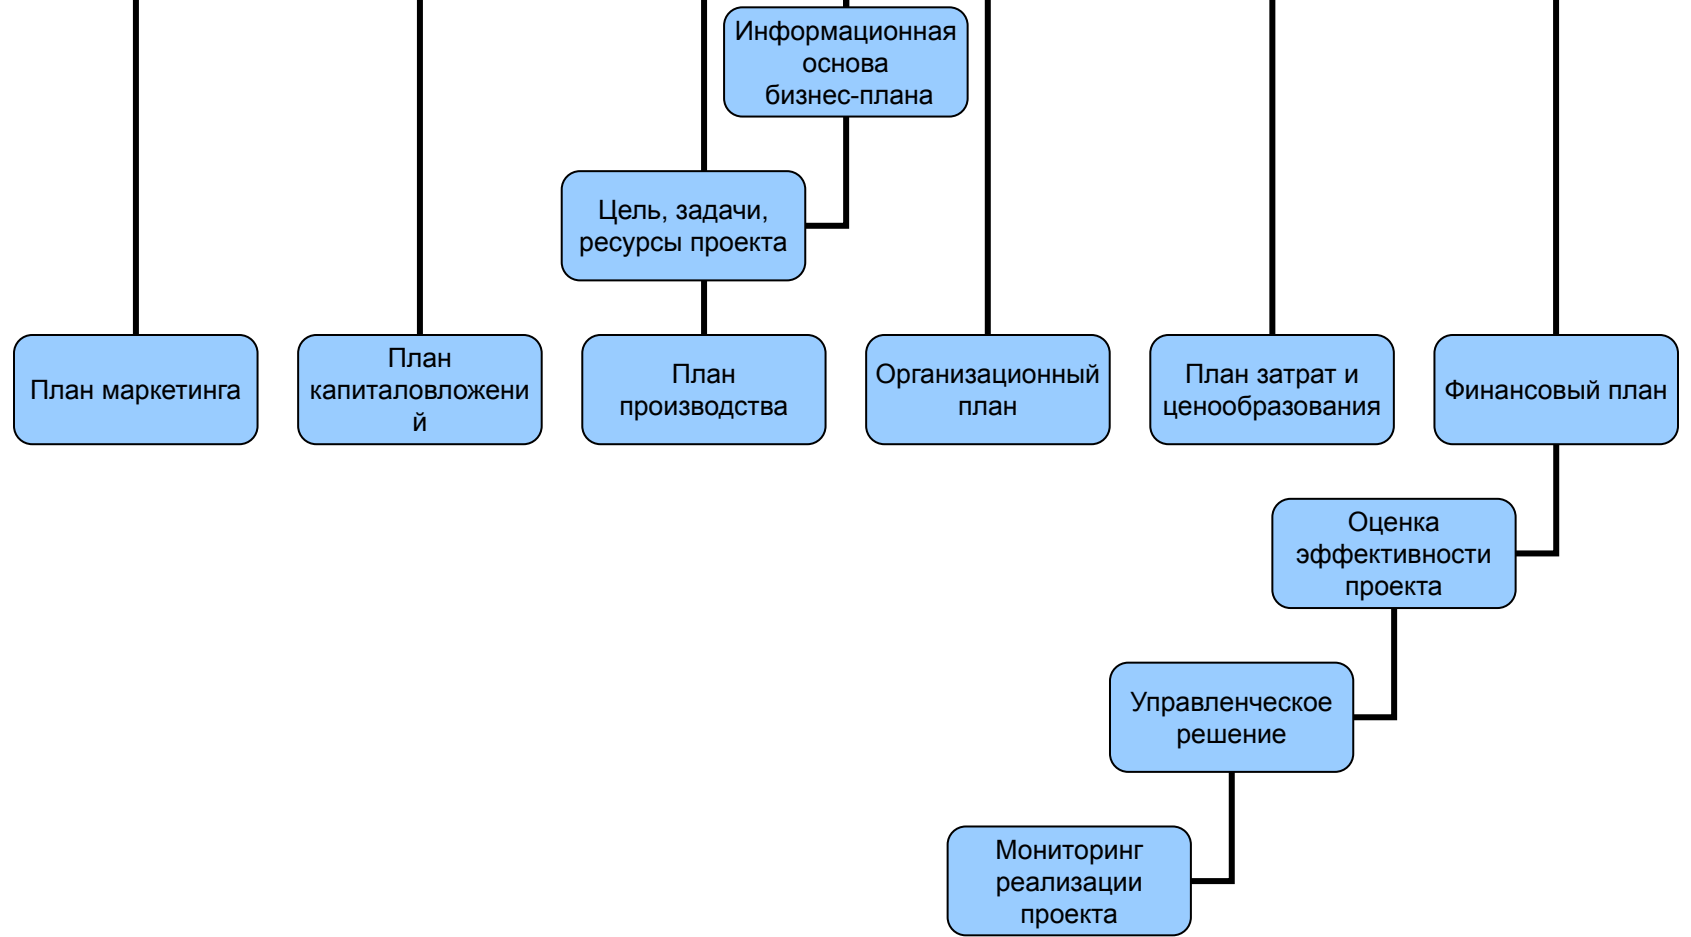 Информационная
основа
бизнес-плана
Цель, задачи,
ресурсы проекта
План маркетинга
План
капиталовложени
й
План
производства
Организационный
план
План затрат и
ценообразования
Финансовый план
Оценка
эффективности
проекта
Управленческое
решение
Мониторинг
реализации
проекта